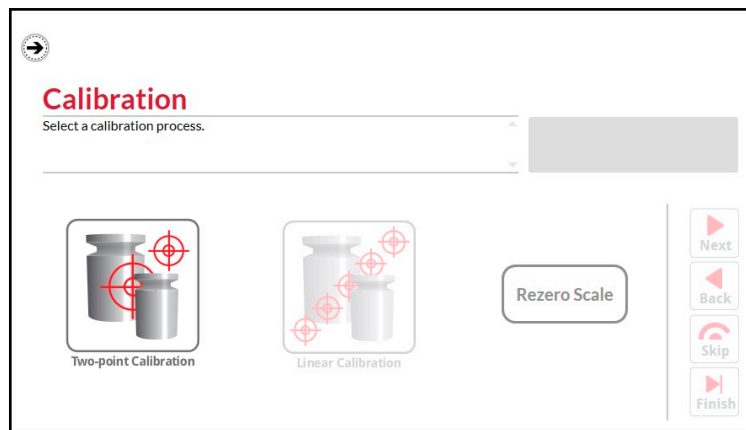 Calibration
Select a calibration process.
Rezero Scale
Two-point Calibration
Linear Calibration
Next
Back
Skip
Finish